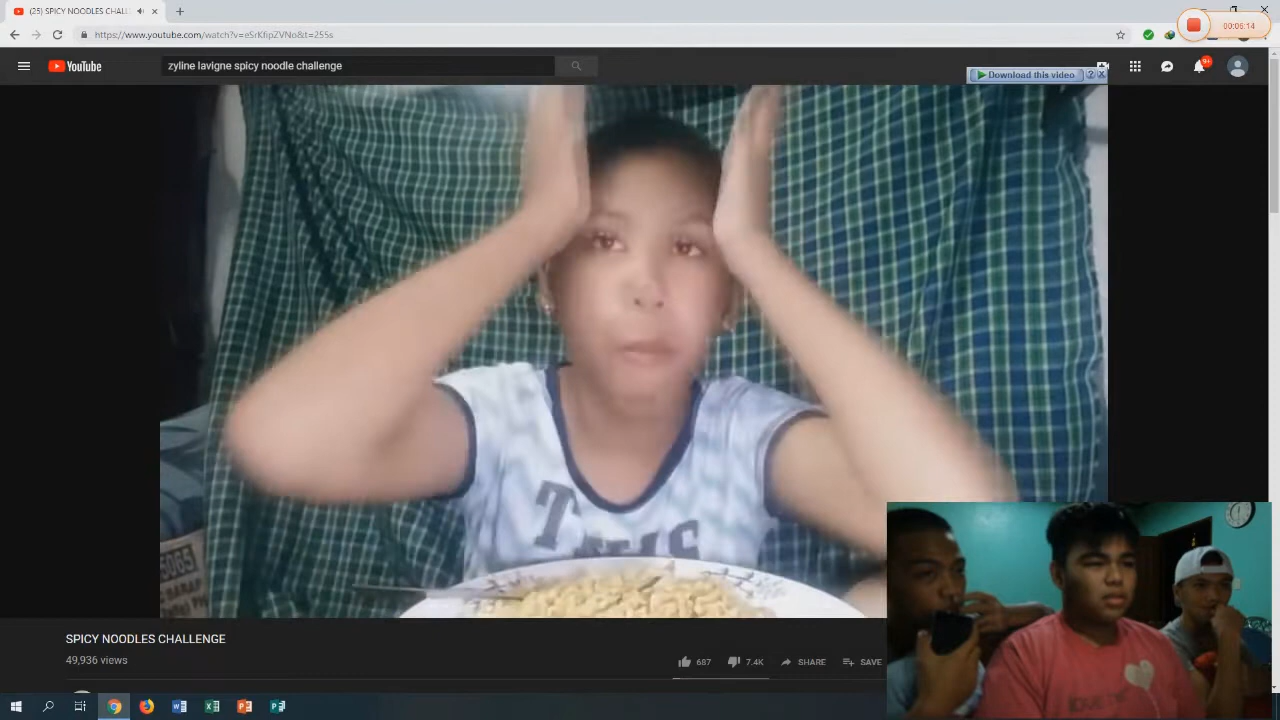 (25) SPICY NOODLES CHALL
https://www.youtube.com/watch?v=eSrKfipZVNo&t=255s
00:06:14
YouTube
zyline lavigne spicy noodle challenge
9+
Download this video
SPICY NOODLES CHALLENGE
49,936 views
687
7.4K
SHARE
SAVE